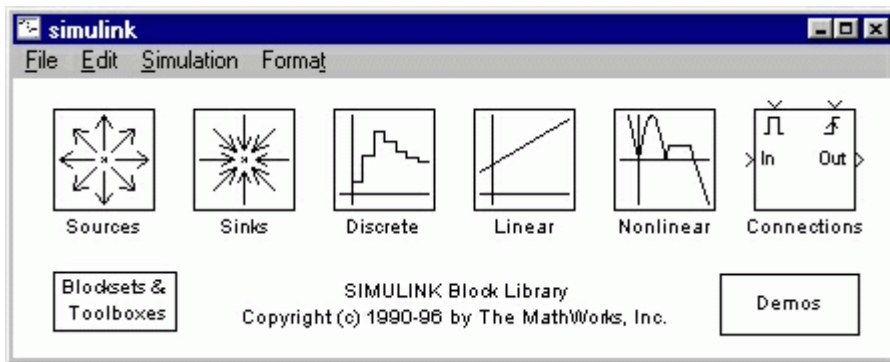 simulink
File Edit Simulation Format
In Out
Sources Sinks Discrete Linear Nonlinear Connections
Blocksets &
Toolboxes
SIMULINK Block Library
Copyright (c) 1990-96 by The MathWorks, Inc.
Demos